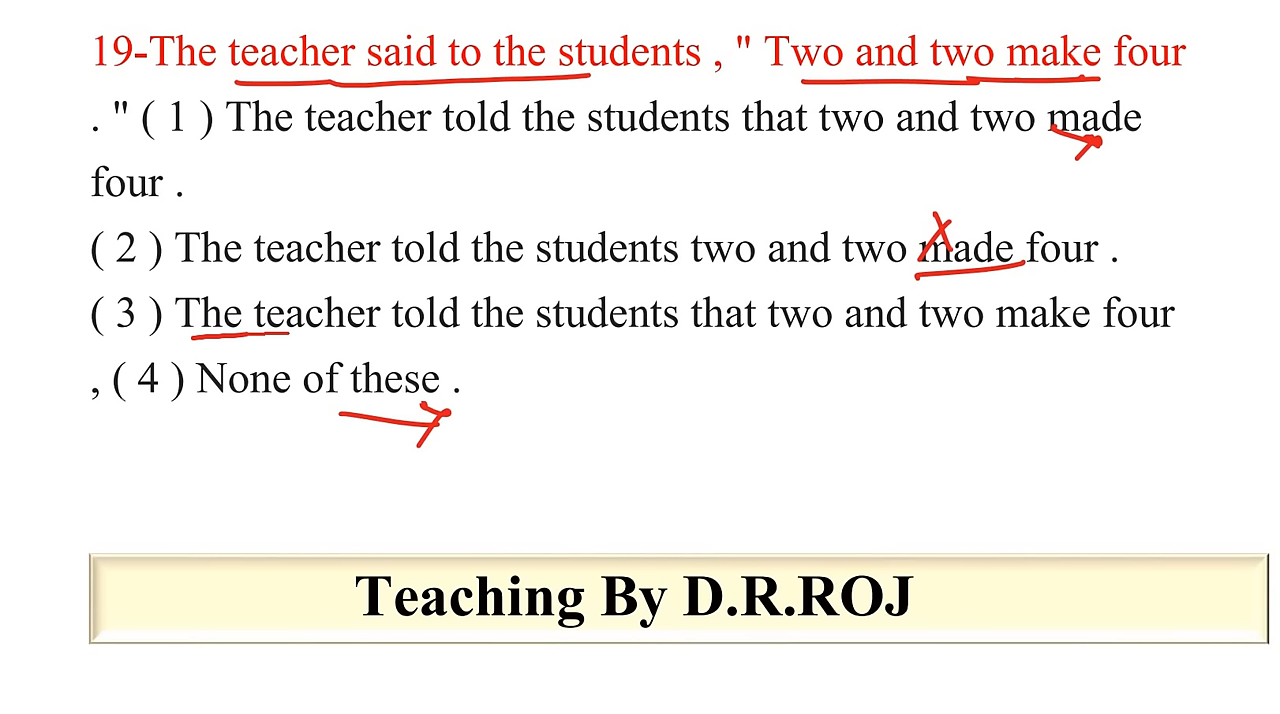 19-The teacher said to the students , " Two and two make four
. " ( 1 ) The teacher told the students that two and two made
four .
( 2 ) The teacher told the students two and two made four .
( 3 ) The teacher told the students that two and two make four
, ( 4 ) None of these .
Teaching By D.R.ROJ